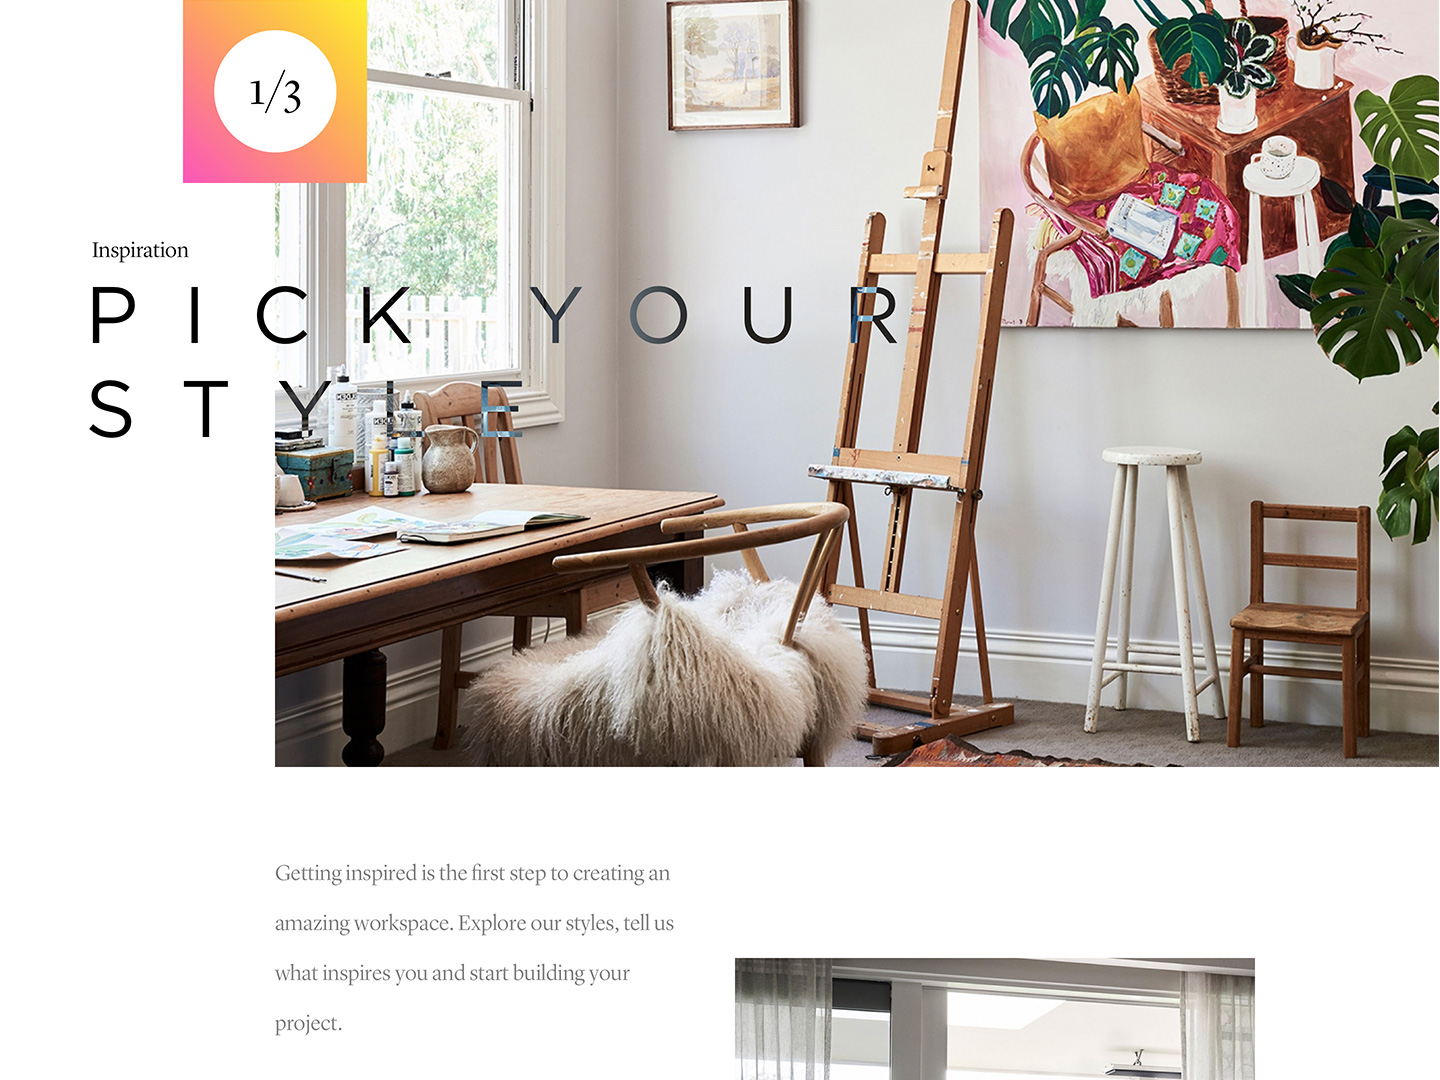 1/3
Inspiration
PICK YOUR
STYLE
Getting inspired is the first step to creating an
amazing workspace. Explore our styles, tell us
what inspires you and start building your
project.